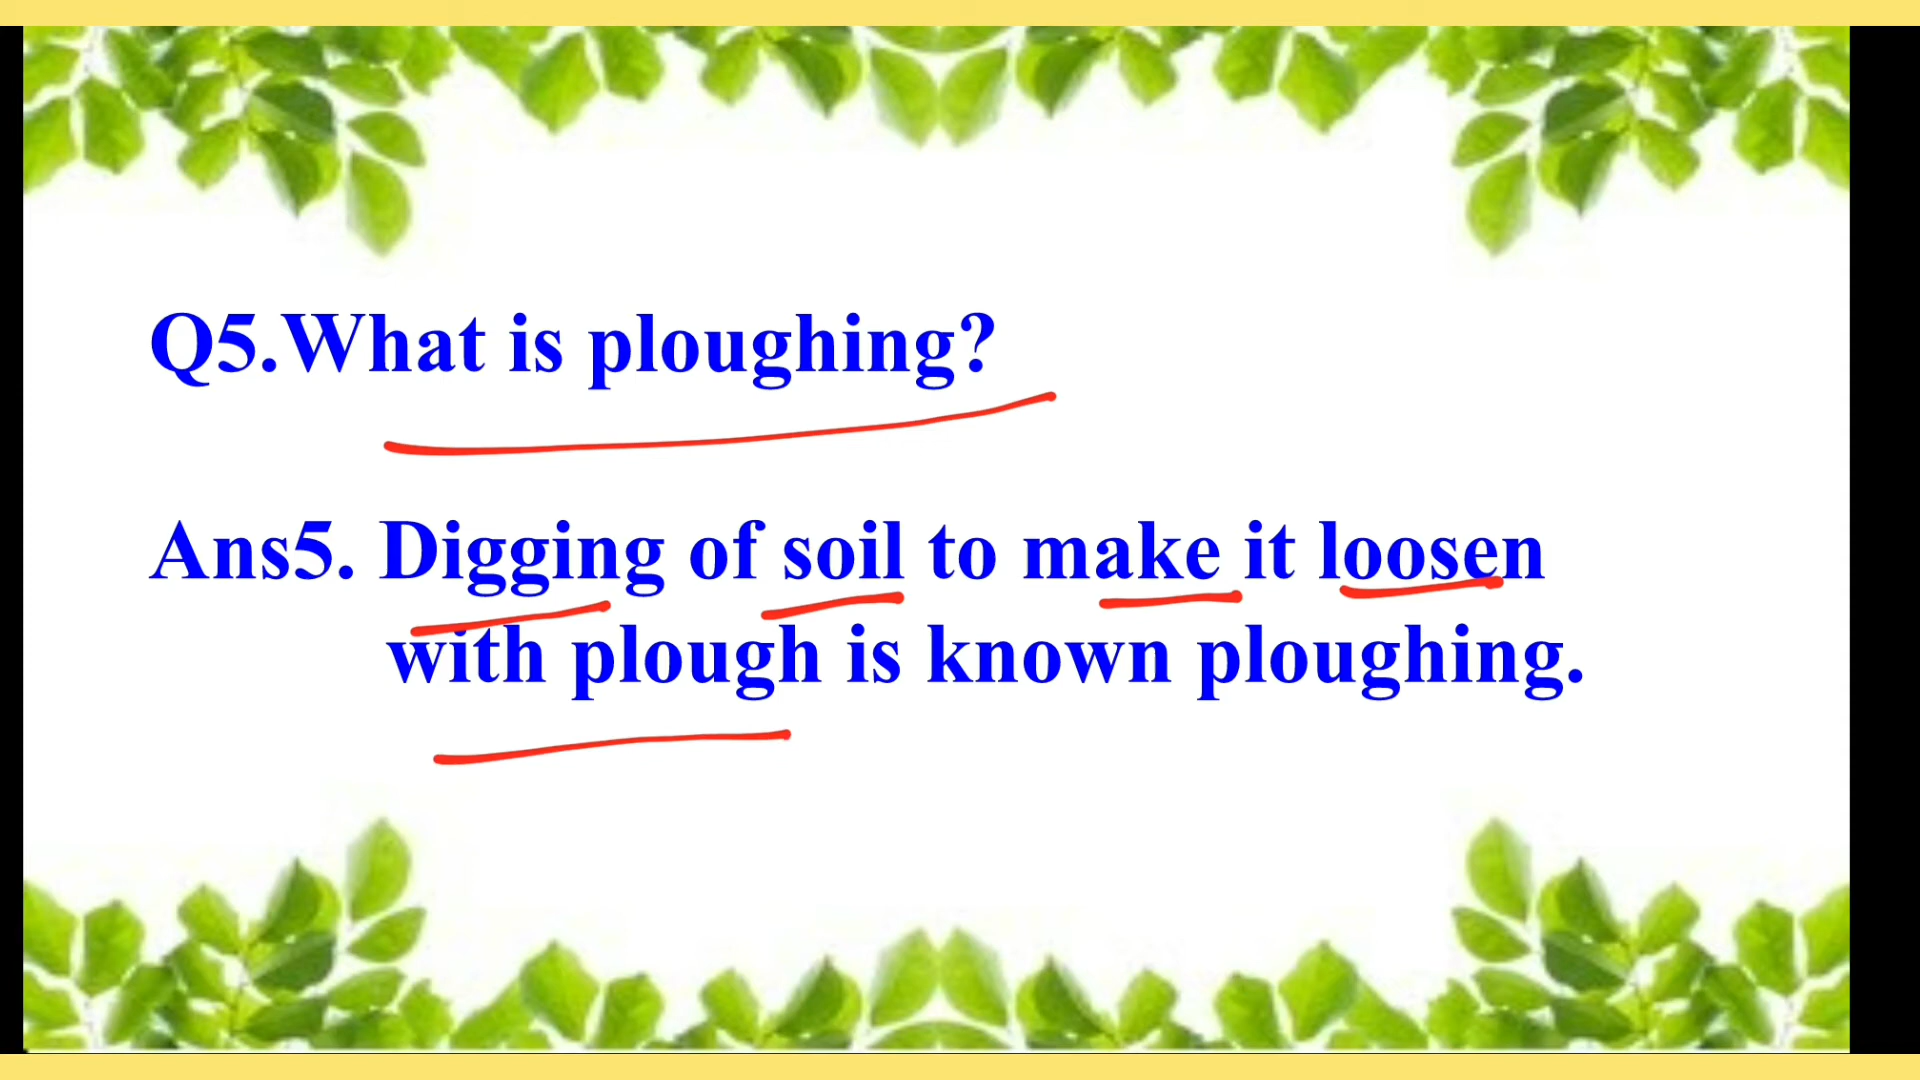 Q5.What is ploughing?
Ans5. Digging of soil to make it loosen
with plough is known ploughing.